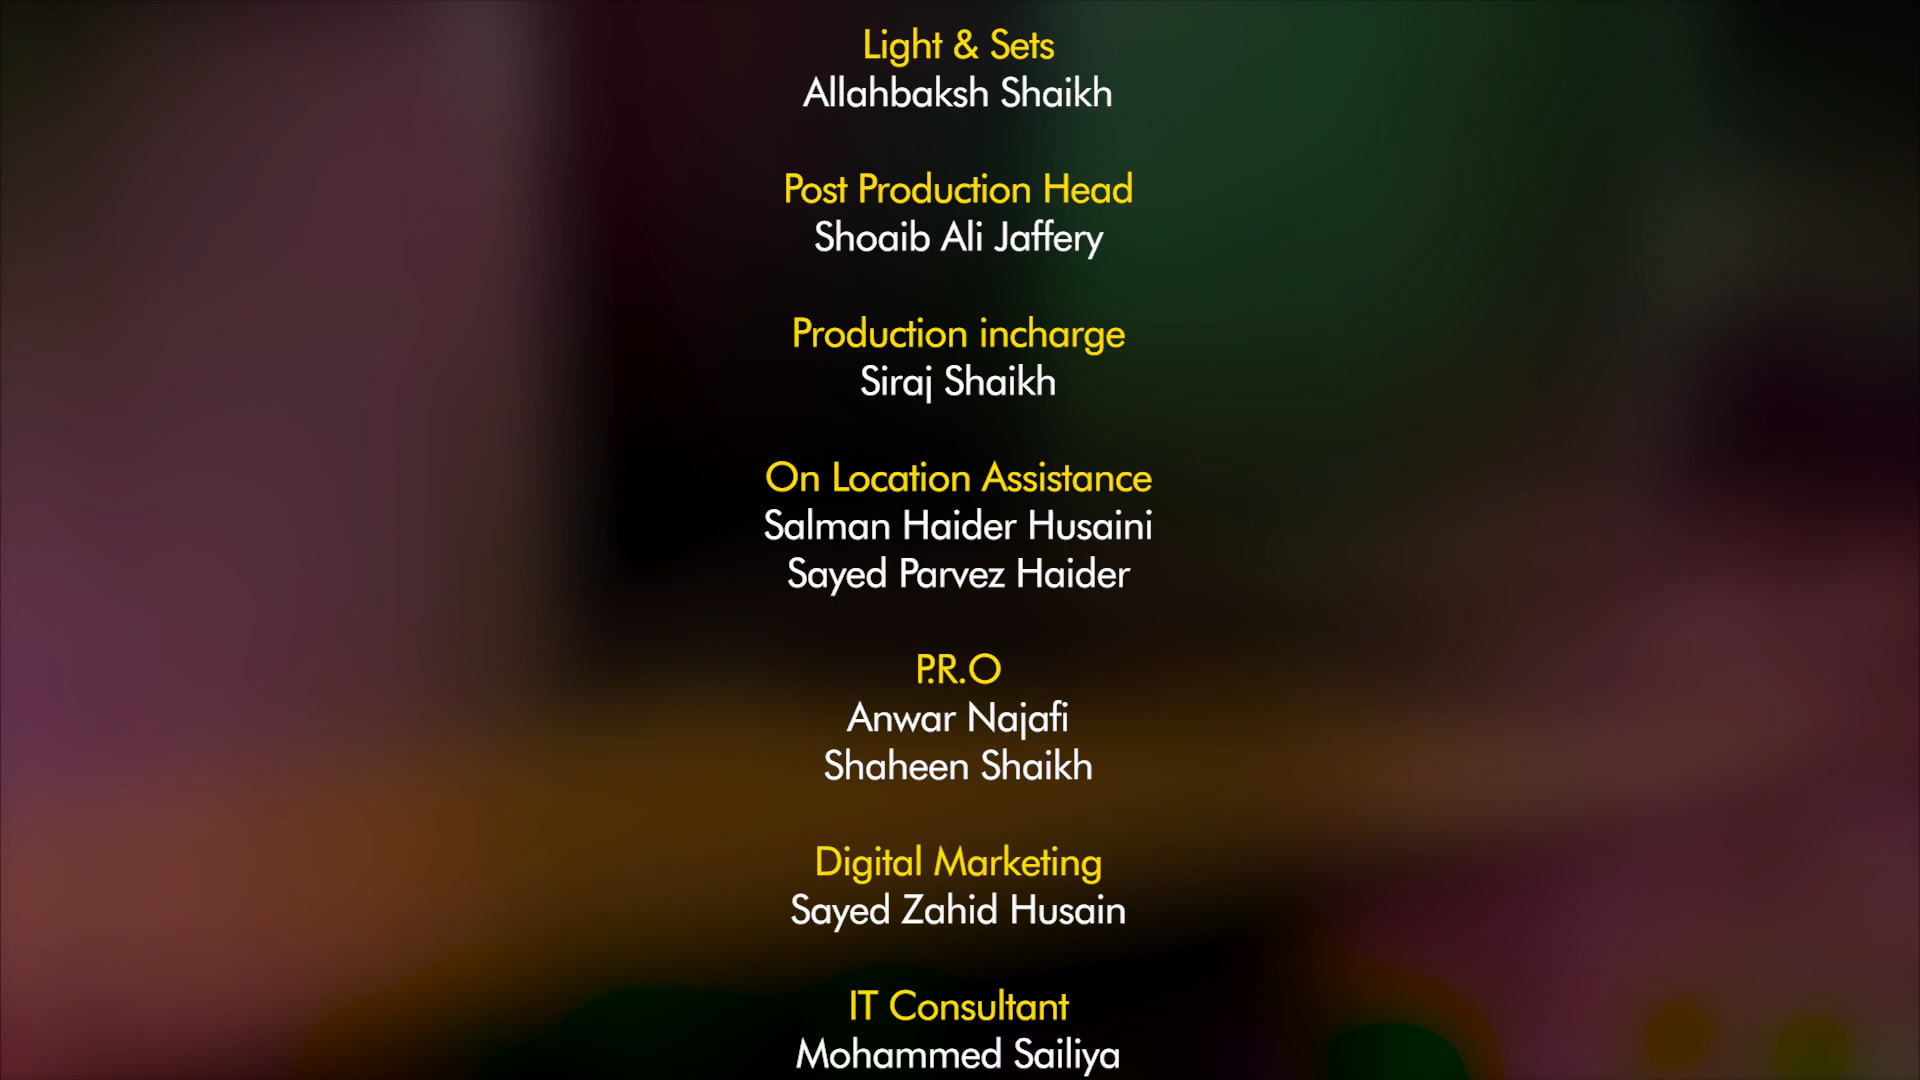 Light & Sets
Allahbaksh Shaikh
Post Production Head
Shoaib Ali Jaffery
Production incharge
Siraj Shaikh
On Location Assistance
Salman Haider Husaini
Sayed Parvez Haider
P.R.O
Anwar Najafi
Shaheen Shaikh
Digital Marketing
Sayed Zahid Husain
IT Consultant
Mohammed Sailiya